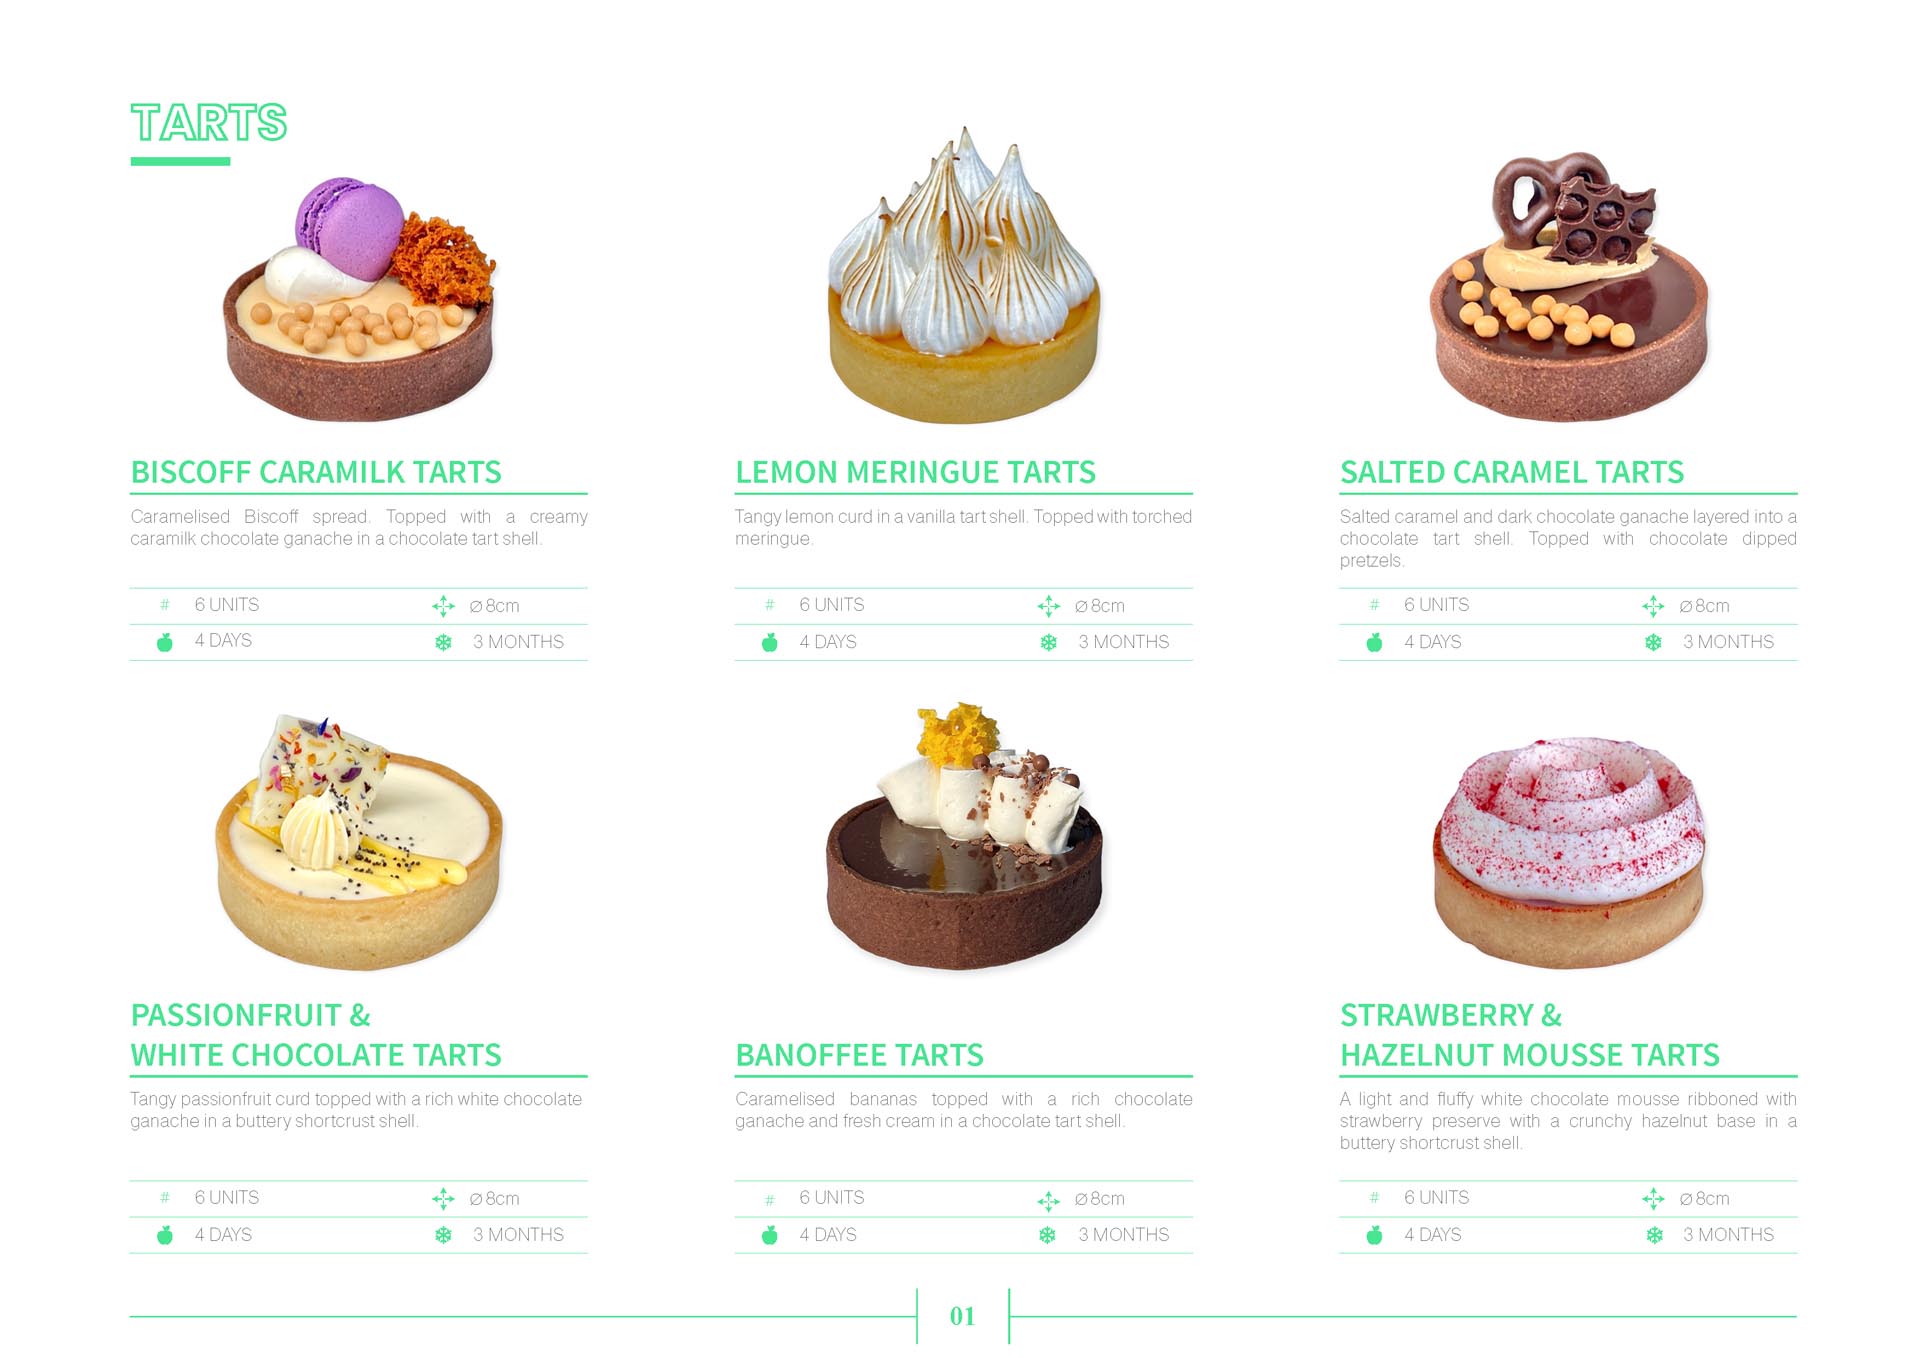 TARTS
BISCOFF CARAMILK TARTS
Caramelised Biscoff spread. Topped with a creamy
caramilk chocolate ganache in a chocolate tart shell.
# 6 UNITS Ø 8cm
4 DAYS 3 MONTHS
LEMON MERINGUE TARTS
Tangy lemon curd in a vanilla tart shell. Topped with torched
meringue.
# 6 UNITS Ø 8cm
4 DAYS 3 MONTHS
SALTED CARAMEL TARTS
Salted caramel and dark chocolate ganache layered into a
chocolate tart shell. Topped with chocolate dipped
pretzels.
# 6 UNITS Ø 8cm
4 DAYS 3 MONTHS
PASSIONFRUIT &
WHITE CHOCOLATE TARTS
Tangy passionfruit curd topped with a rich white chocolate
ganache in a buttery shortcrust shell.
# 6 UNITS Ø 8cm
4 DAYS 3 MONTHS
BANOFFEE TARTS
Caramelised bananas topped with a rich chocolate
ganache and fresh cream in a chocolate tart shell.
# 6 UNITS Ø 8cm
4 DAYS 3 MONTHS
STRAWBERRY &
HAZELNUT MOUSSE TARTS
A light and fluffy white chocolate mousse ribboned with
strawberry preserve with a crunchy hazelnut base in a
buttery shortcrust shell.
# 6 UNITS Ø 8cm
4 DAYS 3 MONTHS
01